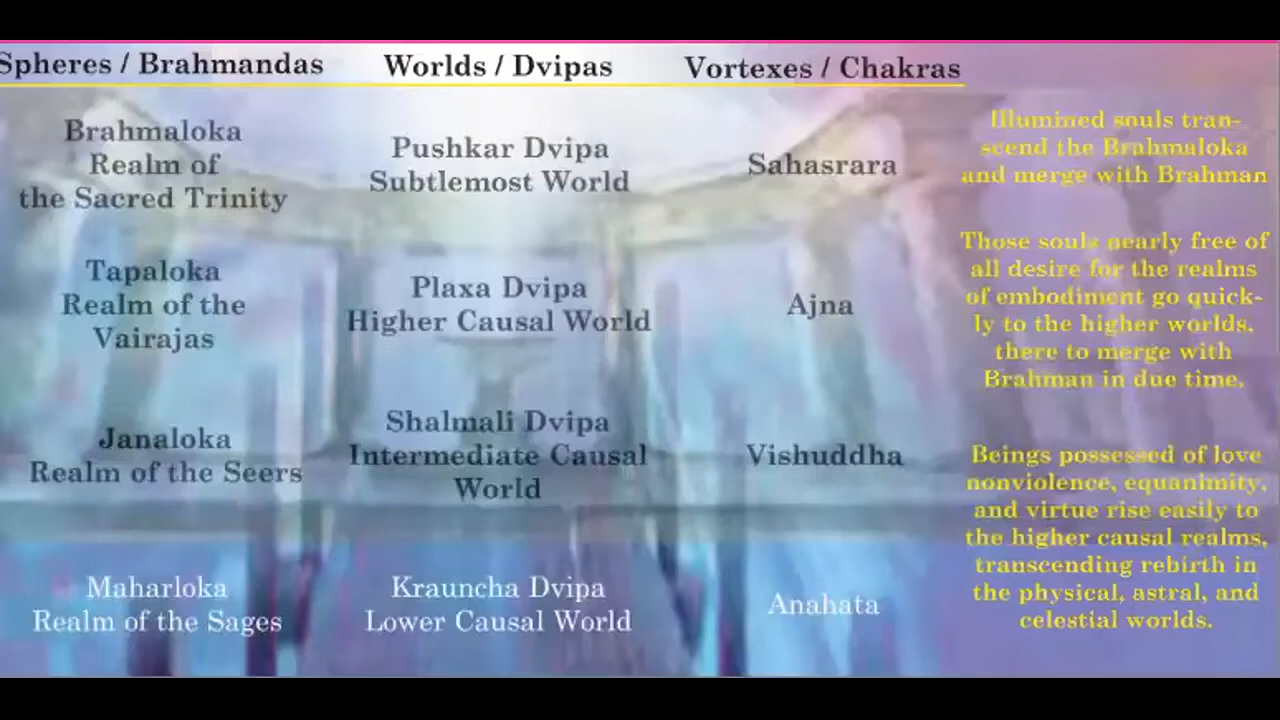 Spheres / Brahmandas
Worlds / Dvipas
Vortexes / Chakras
Brahmaloka
Realm of
the Sacred Trinity
Pushkar Dvipa
Subtlemost World
Sahasrara
Illumined souls tran-
scend the Brahmaloka
and merge with Brahman
Tapaloka
Realm of the
Vairajas
Plaxa Dvipa
Higher Causal World
Ajna
Those souls nearly free of
all desire for the realms
of embodiment go quick-
ly to the higher worlds,
there to merge with
Brahman in due time.
Janaloka
Realm of the Seers
Shalmali Dvipa
Intermediate Causal
World
Vishuddha
Beings possessed of love
nonviolence, equanimity,
and virtue rise easily to
the higher causal realms,
transcending rebirth in
the physical, astral, and
celestial worlds.
Maharloka
Realm of the Sages
Krauncha Dvipa
Lower Causal World
Anahata